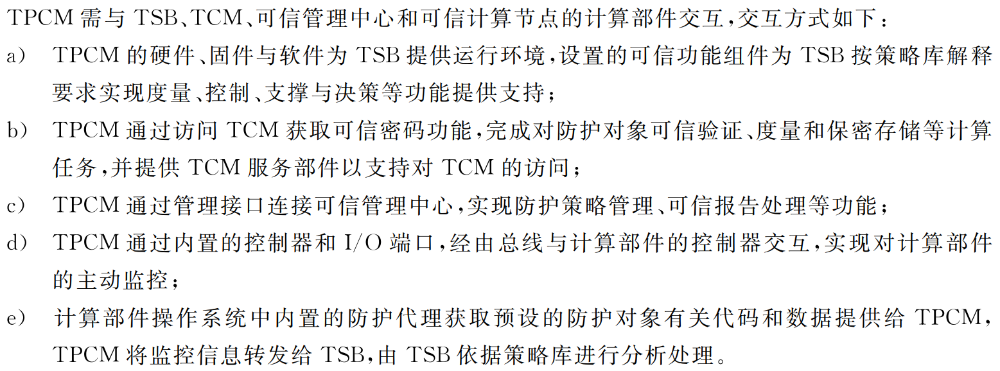 TPCM 需与 TSB、TCM、可信管理中心和可信计算节点的计算部件交互,交互方式如下:
a) TPCM 的硬件、固件与软件为 TSB 提供运行环境,设置的可信功能组件为 TSB 按策略库解释
要求实现度量、控制、支撑与决策等功能提供支持;
b) TPCM 通过访问 TCM 获取可信密码功能,完成对防护对象可信验证、度量和保密存储等计算
任务,并提供 TCM 服务部件以支持对 TCM 的访问;
c) TPCM 通过管理接口连接可信管理中心,实现防护策略管理、可信报告处理等功能;
d) TPCM 通过内置的控制器和 I/O 端口,经由总线与计算部件的控制器交互,实现对计算部件
的主动监控;
e) 计算部件操作系统中内置的防护代理获取预设的防护对象有关代码和数据提供给 TPCM,
TPCM 将监控信息转发给 TSB,由 TSB 依据策略库进行分析处理。